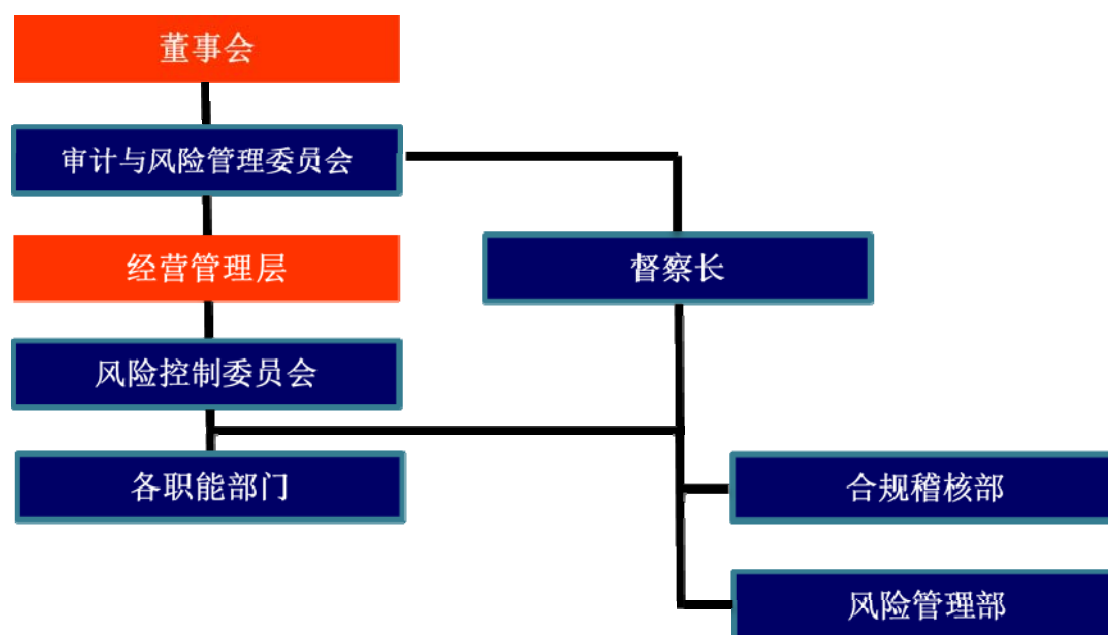 董事会
审计与风险管理委员会
经营管理层
督察长
风险控制委员会
各职能部门
合规稽核部
风险管理部